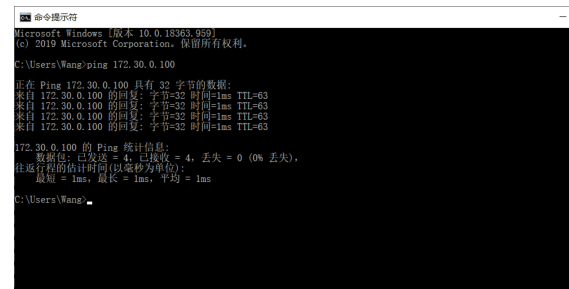 命令提示符
Microsoft Windows [版本 10.0.18363.959]
(c) 2019 Microsoft Corporation。保留所有权利。
C:\Users\Wang>ping 172.30.0.100
正在 Ping 172.30.0.100 具有 32 字节的数据:
来自 172.30.0.100 的回复: 字节=32 时间=1ms TTL=63
来自 172.30.0.100 的回复: 字节=32 时间=1ms TTL=63
来自 172.30.0.100 的回复: 字节=32 时间=1ms TTL=63
来自 172.30.0.100 的回复: 字节=32 时间=1ms TTL=63
172.30.0.100 的 Ping 统计信息:
数据包: 已发送 = 4，已接收 = 4，丢失 = 0 (0% 丢失)，
往返行程的估计时间(以毫秒为单位):
最短 = 1ms，最长 = 1ms，平均 = 1ms
C:\Users\Wang>